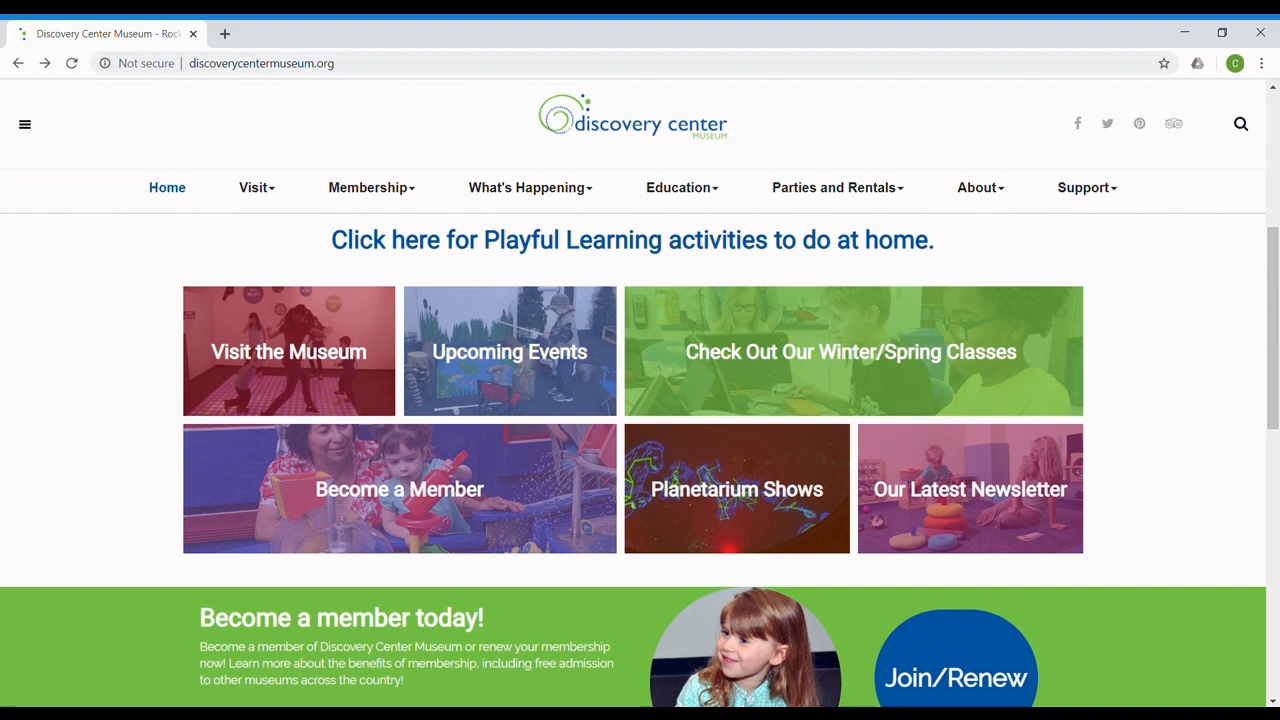 Discovery Center Museum - Roc
Not secure | discoverycentermuseum.org
C
discovery center
MUSEUM
Home Visit Membership What's Happening Education Parties and Rentals About Support
Click here for Playful Learning activities to do at home.
Visit the Museum
Upcoming Events
Check Out Our Winter/Spring Classes
Become a Member
Planetarium Shows
Our Latest Newsletter
Become a member today!
Become a member of Discovery Center Museum or renew your membership
now! Learn more about the benefits of membership, including free admission
to other museums across the country!
Join/Renew